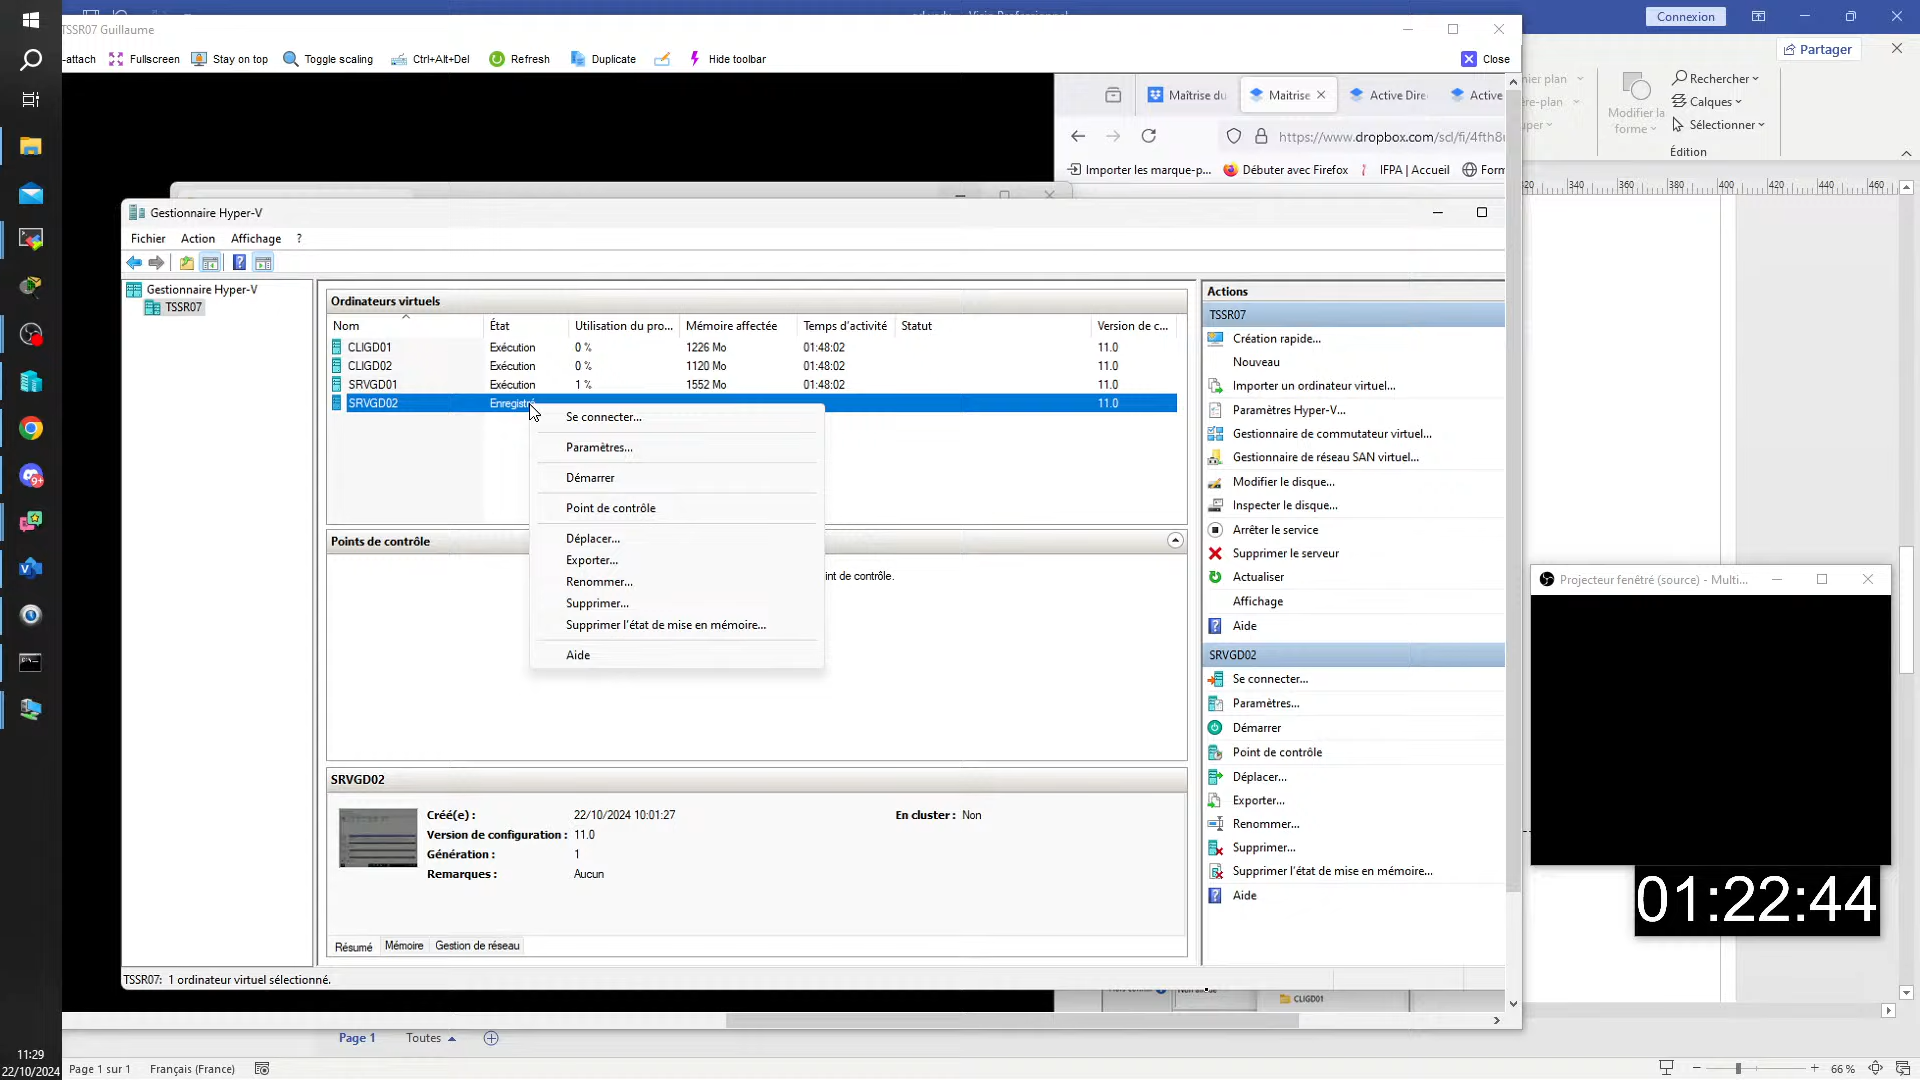 Connexion
TSSR07 Guillaume
-attach
Fullscreen
Stay on top
Toggle scaling
Ctrl+Alt+Del
Refresh
Duplicate
Hide toolbar
Close
Partager
Rechercher
Calques
Sélectionner
Modifier la
forme
Édition
Maîtrise du
Maitrise
Active Dire
Active
https://www.dropbox.com/scl/fi/4fth8
Importer les marque-p...
Débuter avec Firefox
IFPA | Accueil
Form
320 340 360 380 400 420 440 460
Gestionnaire Hyper-V
Fichier
Action
Affichage
?
Gestionnaire Hyper-V
TSSR07
Ordinateurs virtuels
Nom État Utilisation du pro... Mémoire affectée Temps d'activité Statut Version de c...
CLIGD01 Exécution 0 % 1226 Mo 01:48:02 11.0
CLIGD02 Exécution 0 % 1120 Mo 01:48:02 11.0
SRVGD01 Exécution 1 % 1552 Mo 01:48:02 11.0
SRVGD02 Enregistré 11.0
Se connecter...
Paramètres...
Démarrer
Point de contrôle
Déplacer...
Exporter...
Renommer...
Supprimer...
Supprimer l'état de mise en mémoire...
Aide
Points de contrôle
int de contrôle.
SRVGD02
Créé(e) : 22/10/2024 10:01:27 En cluster : Non
Version de configuration : 11.0
Génération : 1
Remarques : Aucun
Résumé
Mémoire
Gestion de réseau
TSSR07: 1 ordinateur virtuel sélectionné.
Actions
TSSR07
Création rapide...
Nouveau
Importer un ordinateur virtuel...
Paramètres Hyper-V...
Gestionnaire de commutateur virtuel...
Gestionnaire de réseau SAN virtuel...
Modifier le disque...
Inspecter le disque...
Arrêter le service
Supprimer le serveur
Actualiser
Affichage
Aide
SRVGD02
Se connecter...
Paramètres...
Démarrer
Point de contrôle
Déplacer...
Exporter...
Renommer...
Supprimer...
Supprimer l'état de mise en mémoire...
Aide
Projecteur fenêtré (source) - Multi...
01:22:44
CLIGD01
Page 1
Toutes
11:29
22/10/2024
Page 1 sur 1
Français (France)
66 %